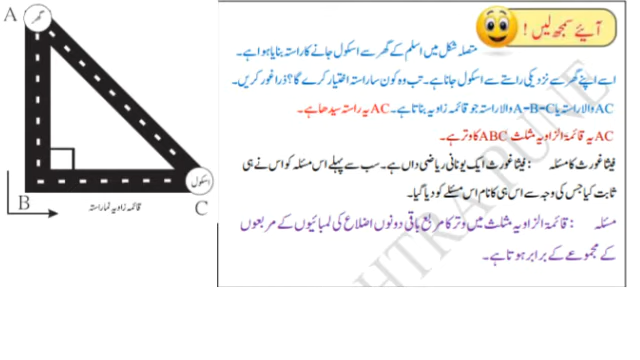 A
گھر
B
C
اسکول
قائمہ زاویہ نما راستہ
آئیے سمجھ لیں !
متصلہ شکل میں اسلم کے گھر سے اسکول جانے کا راستہ بنایا ہوا ہے۔
اسے اپنے گھر سے نزدیکی راستے سے اسکول جانا ہے۔ تب وہ کون سا راستہ اختیار کرے گا؟ ذرا غور کریں۔
AC والا راستہ یا A-B-C والا راستہ جو قائمہ زاویہ بناتا ہے۔ AC یہ راستہ سیدھا ہے۔
AC یہ قائمۃ الزاویہ مثلث ABC کا وتر ہے۔
فیثا غورث کا مسئلہ : فیثا غورث ایک یونانی ریاضی داں ہے۔ سب سے پہلے اس مسئلہ کو اس نے ہی
ثابت کیا جس کی وجہ سے اس ہی کا نام اس مسئلے کو دیا گیا۔
مسئلہ : قائمۃ الزاویہ مثلث میں وتر کا مربع باقی دونوں اضلاع کی لمبائیوں کے مربعوں
کے مجموعے کے برابر ہوتا ہے۔
HTRA PUNE